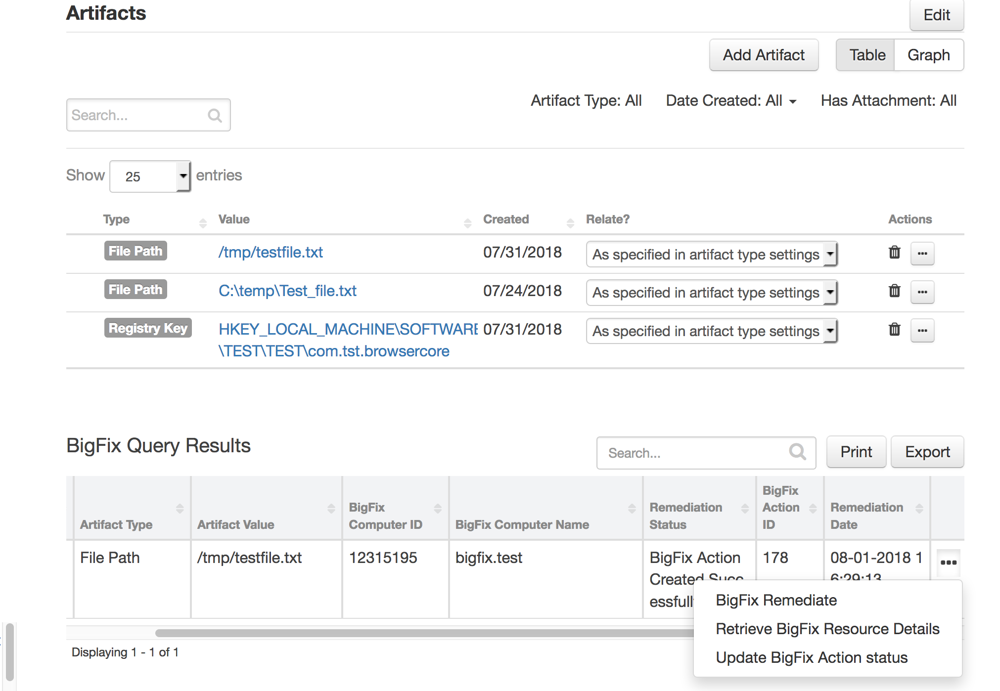 Artifacts
Edit
Add Artifact
Table
Graph
Search...
Artifact Type: All
Date Created: All
Has Attachment: All
Show 25 entries
Type Value Created Relate? Actions
File Path /tmp/testfile.txt 07/31/2018 As specified in artifact type settings
File Path C:\temp\Test_file.txt 07/24/2018 As specified in artifact type settings
Registry Key HKEY_LOCAL_MACHINE\SOFTWARE 07/31/2018 As specified in artifact type settings
\TEST\TEST\com.tst.browsercore
BigFix Query Results
Search...
Print
Export
Artifact Type
Artifact Value
BigFix
Computer ID
BigFix Computer Name
Remediation
Status
BigFix
Action
ID
Remediation
Date
File Path
/tmp/testfile.txt
12315195
bigfix.test
BigFix Action
Created Succ
essfully
178
08-01-2018 1
6:29:13
BigFix Remediate
Retrieve BigFix Resource Details
Update BigFix Action status
Displaying 1 - 1 of 1